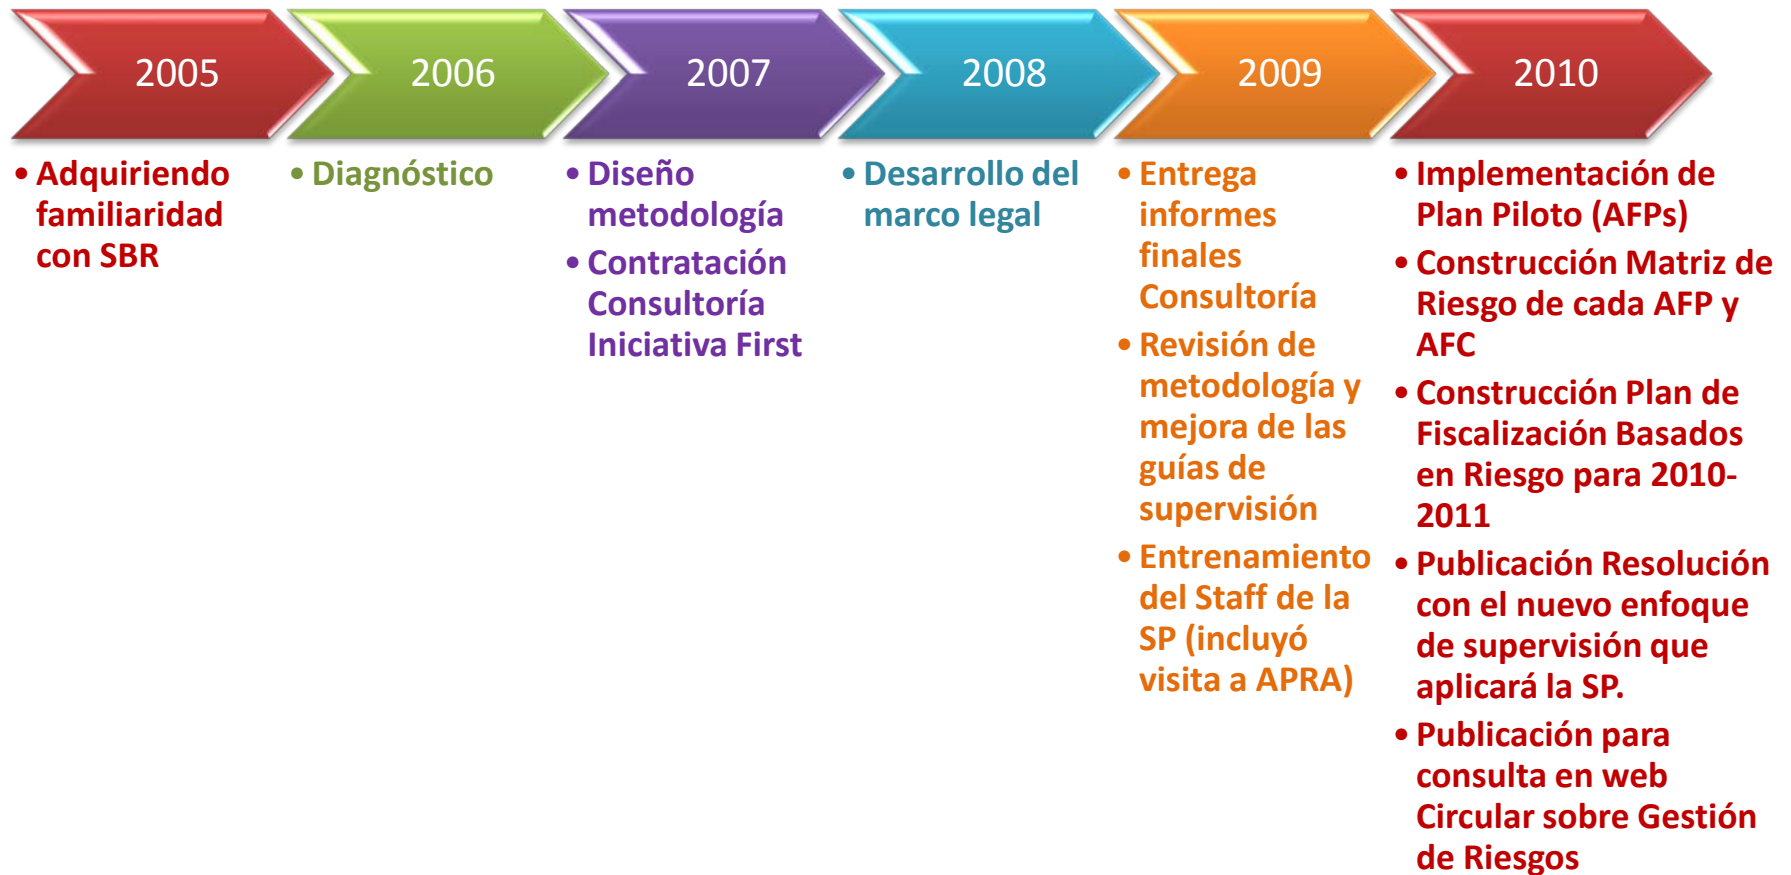 2005
2006
2007
2008
2009
2010
• Adquiriendo
familiaridad
con SBR
• Diagnóstico
• Diseño
metodología
• Contratación
Consultoría
Iniciativa First
• Desarrollo del
marco legal
• Entrega
informes
finales
Consultoría
• Revisión de
metodología y
mejora de las
guías de
supervisión
• Entrenamiento
del Staff de la
SP (incluyó
visita a APRA)
• Implementación de
Plan Piloto (AFPs)
• Construcción Matriz de
Riesgo de cada AFP y
AFC
• Construcción Plan de
Fiscalización Basados
en Riesgo para 2010-
2011
• Publicación Resolución
con el nuevo enfoque
de supervisión que
aplicará la SP.
• Publicación para
consulta en web
Circular sobre Gestión
de Riesgos